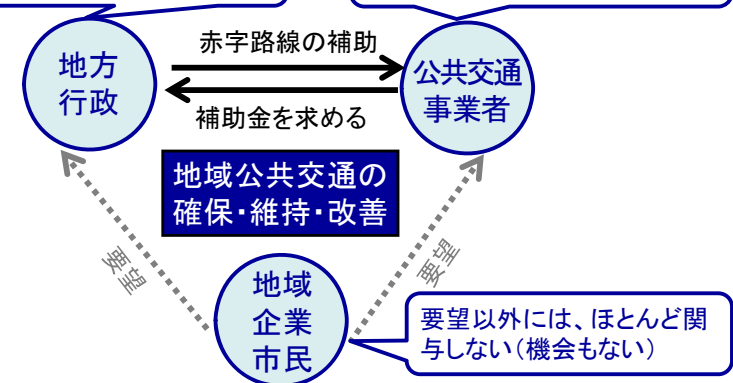 赤字路線の補助
地方
行政
公共交通
事業者
補助金を求める
地域公共交通の
確保・維持・改善
要望
要望
地域
企業
市民
要望以外には、ほとんど関
与しない（機会もない）